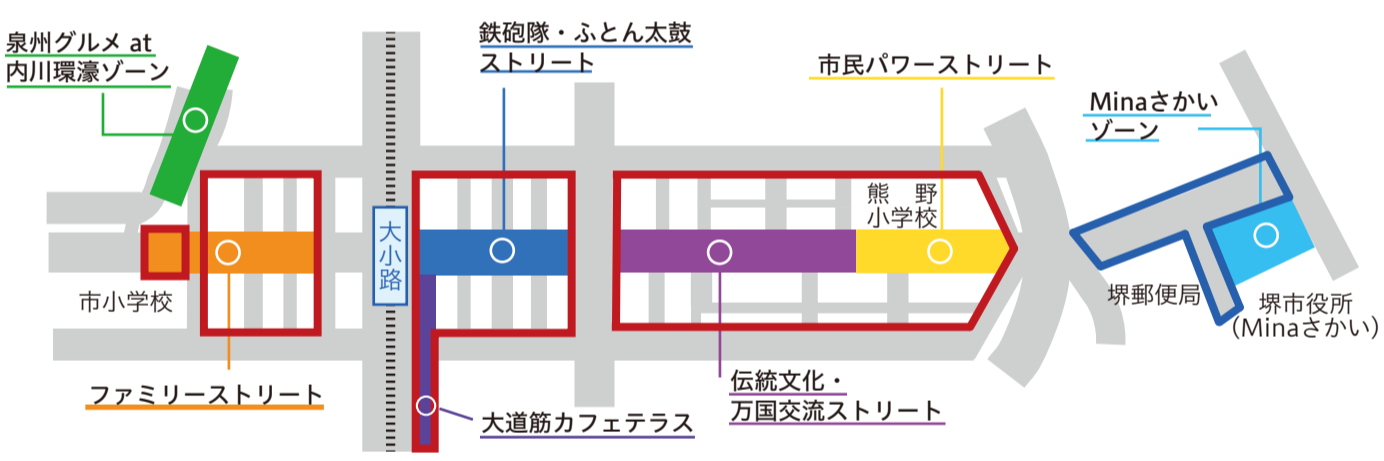 泉州グルメ at
内川環濠ゾーン
鉄砲隊・ふとん太鼓
ストリート
市民パワーストリート
Minaさかい
ゾーン
熊 野
小学校
大小路
市小学校
堺郵便局
堺市役所
(Minaさかい)
ファミリーストリート
大道筋カフェテラス
伝統文化・
万国交流ストリート